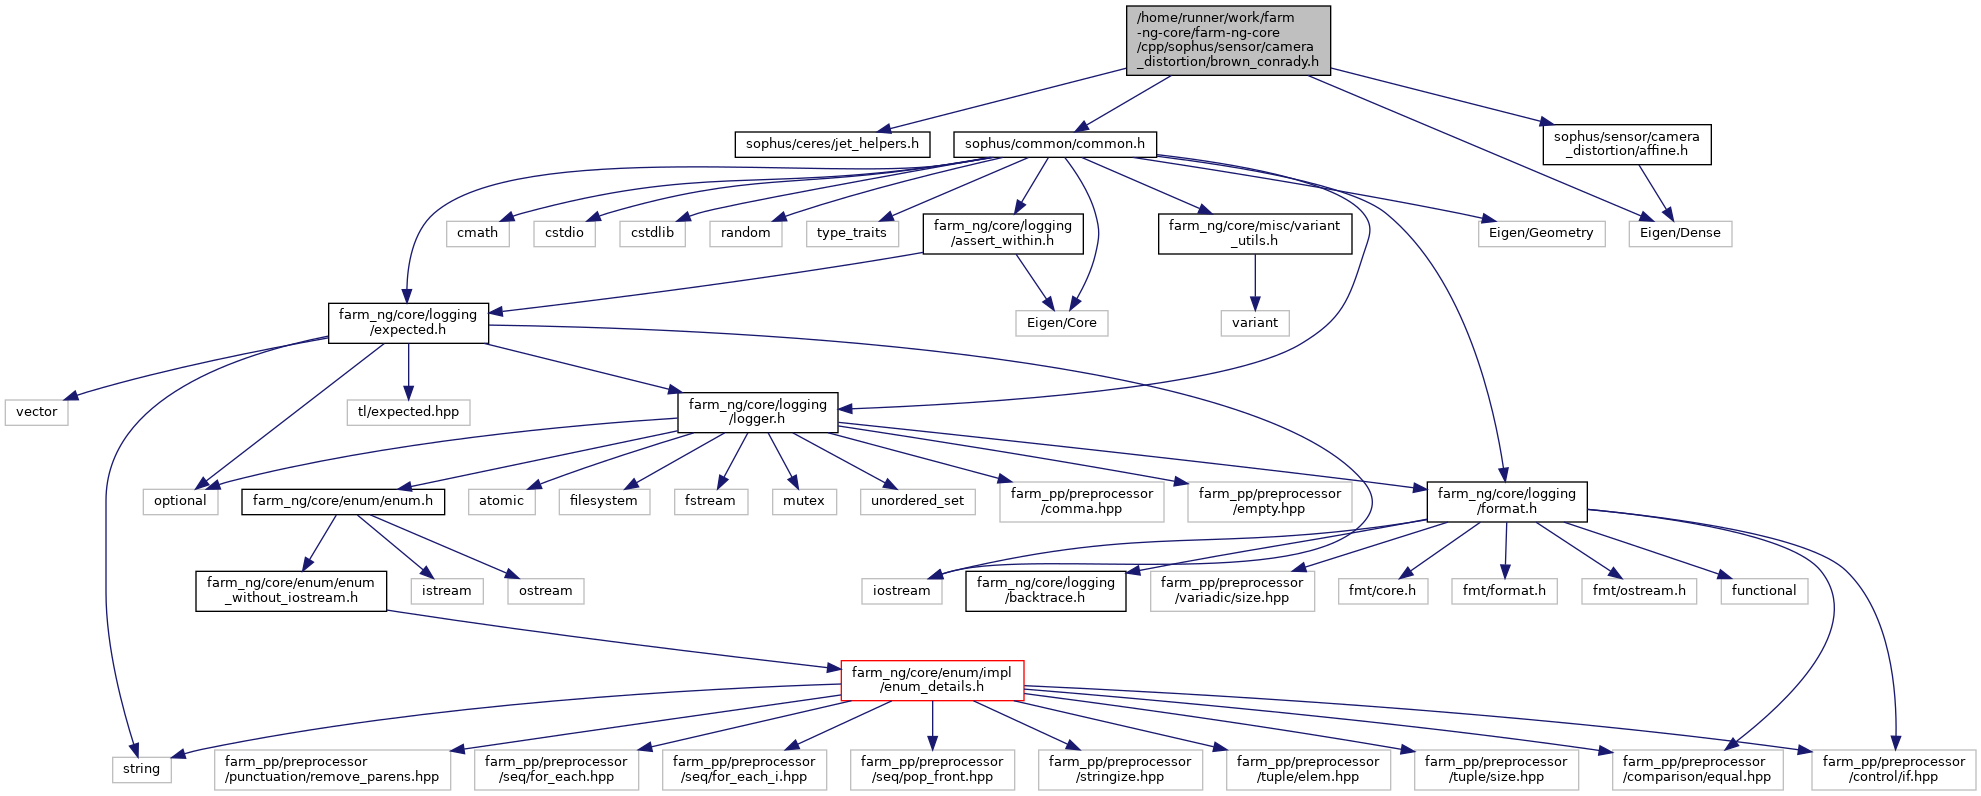 /home/runner/work/farm
-ng-core/farm-ng-core
/cpp/sophus/sensor/camera
_distortion/brown_conrady.h
sophus/ceres/jet_helpers.h
sophus/common/common.h
sophus/sensor/camera
_distortion/affine.h
cmath
cstdio
cstdlib
random
type_traits
farm_ng/core/logging
/assert_within.h
farm_ng/core/misc/variant
_utils.h
Eigen/Geometry
Eigen/Dense
farm_ng/core/logging
/expected.h
Eigen/Core
variant
vector
tl/expected.hpp
farm_ng/core/logging
/logger.h
optional
farm_ng/core/enum/enum.h
atomic
filesystem
fstream
mutex
unordered_set
farm_pp/preprocessor
/comma.hpp
farm_pp/preprocessor
/empty.hpp
farm_ng/core/logging
/format.h
farm_ng/core/enum/enum
_without_iostream.h
istream
ostream
iostream
farm_ng/core/logging
/backtrace.h
farm_pp/preprocessor
/variadic/size.hpp
fmt/core.h
fmt/format.h
fmt/ostream.h
functional
farm_ng/core/enum/impl
/enum_details.h
string
farm_pp/preprocessor
/punctuation/remove_parens.hpp
farm_pp/preprocessor
/seq/for_each.hpp
farm_pp/preprocessor
/seq/for_each_i.hpp
farm_pp/preprocessor
/seq/pop_front.hpp
farm_pp/preprocessor
/stringize.hpp
farm_pp/preprocessor
/tuple/elem.hpp
farm_pp/preprocessor
/tuple/size.hpp
farm_pp/preprocessor
/comparison/equal.hpp
farm_pp/preprocessor
/control/if.hpp